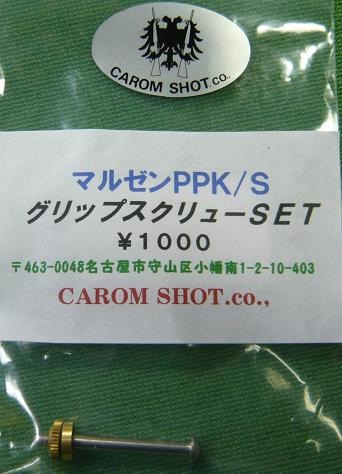 CAROM SHOT.CO..
マルゼンPPK/S
グリップスクリューSET
¥1000
〒463-0048名古屋市守山区小幡南1-2-10-403
CAROM SHOT.co.,